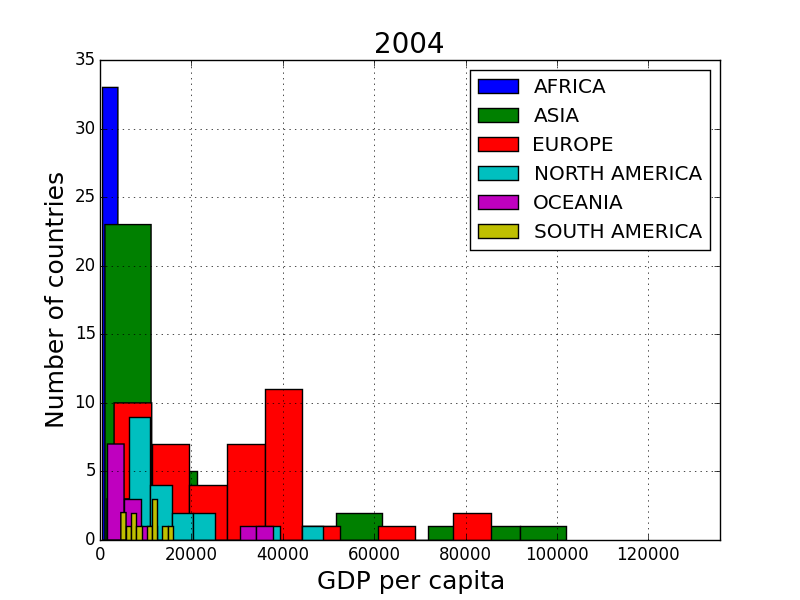 2004
35
30
25
20
15
10
5
0
Number of countries
AFRICA
ASIA
EUROPE
NORTH AMERICA
OCEANIA
SOUTH AMERICA
0 20000 40000 60000 80000 100000 120000
GDP per capita